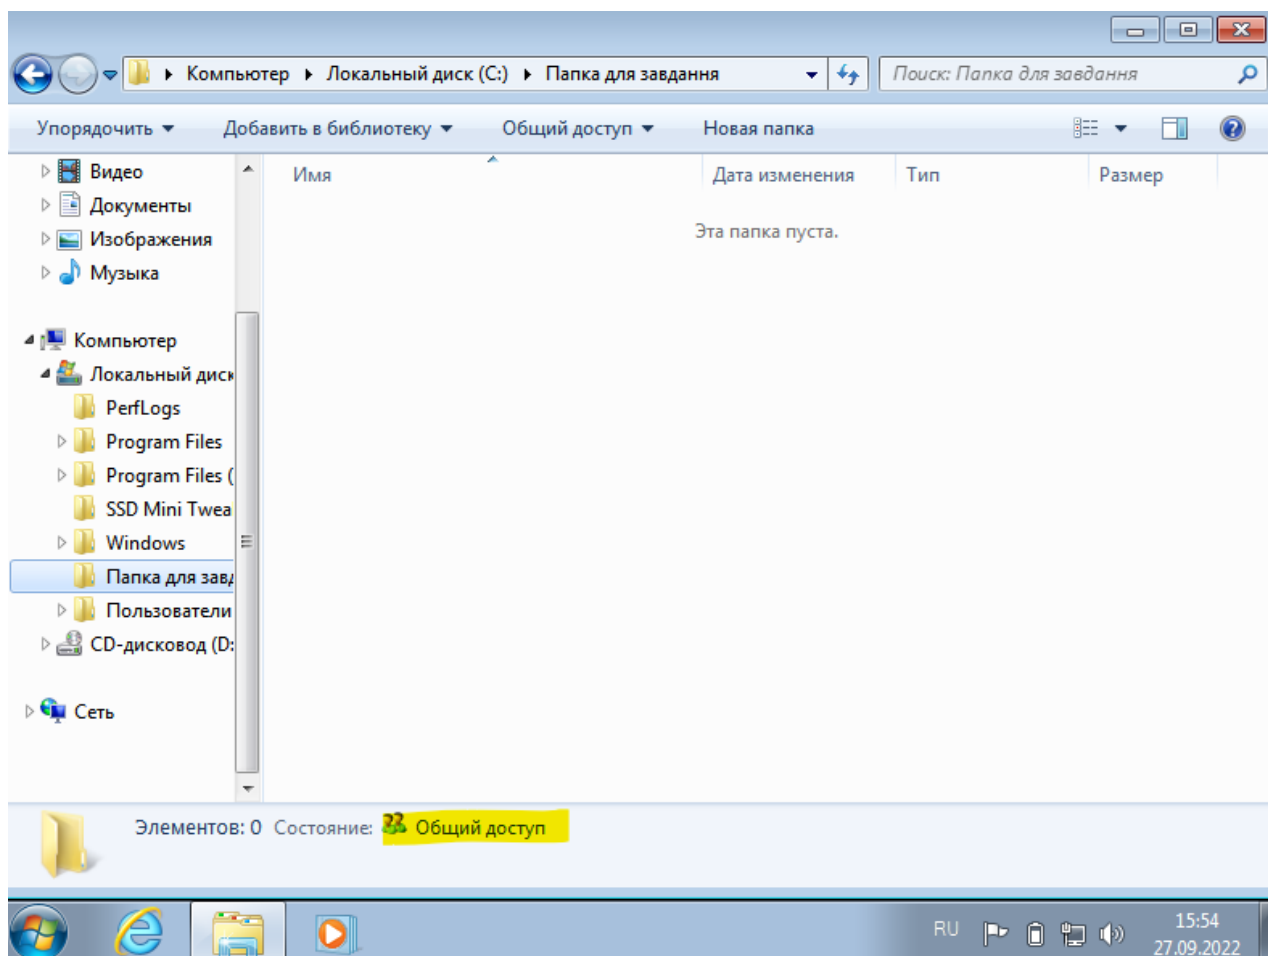 Компьютер Локальный диск (C:) Папка для завдання Поиск: Папка для завдання
Упорядочить Добавить в библиотеку Общий доступ Новая папка
Имя Дата изменения Тип Размер
Эта папка пуста.
Видео
Документы
Изображения
Музыка
Компьютер
Локальный диск
PerfLogs
Program Files
Program Files (
SSD Mini Twea
Windows
Папка для завд
Пользователи
CD-дисковод (D:
Сеть
Элементов: 0 Состояние: Общий доступ
RU 15:54
27.09.2022